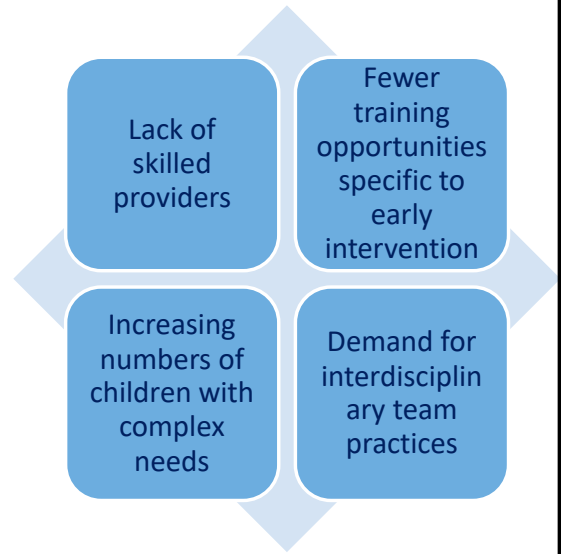 Lack of
skilled
providers
Fewer
training
opportunities
specific to
early
intervention
Increasing
numbers of
children with
complex
needs
Demand for
interdisciplin
ary team
practices